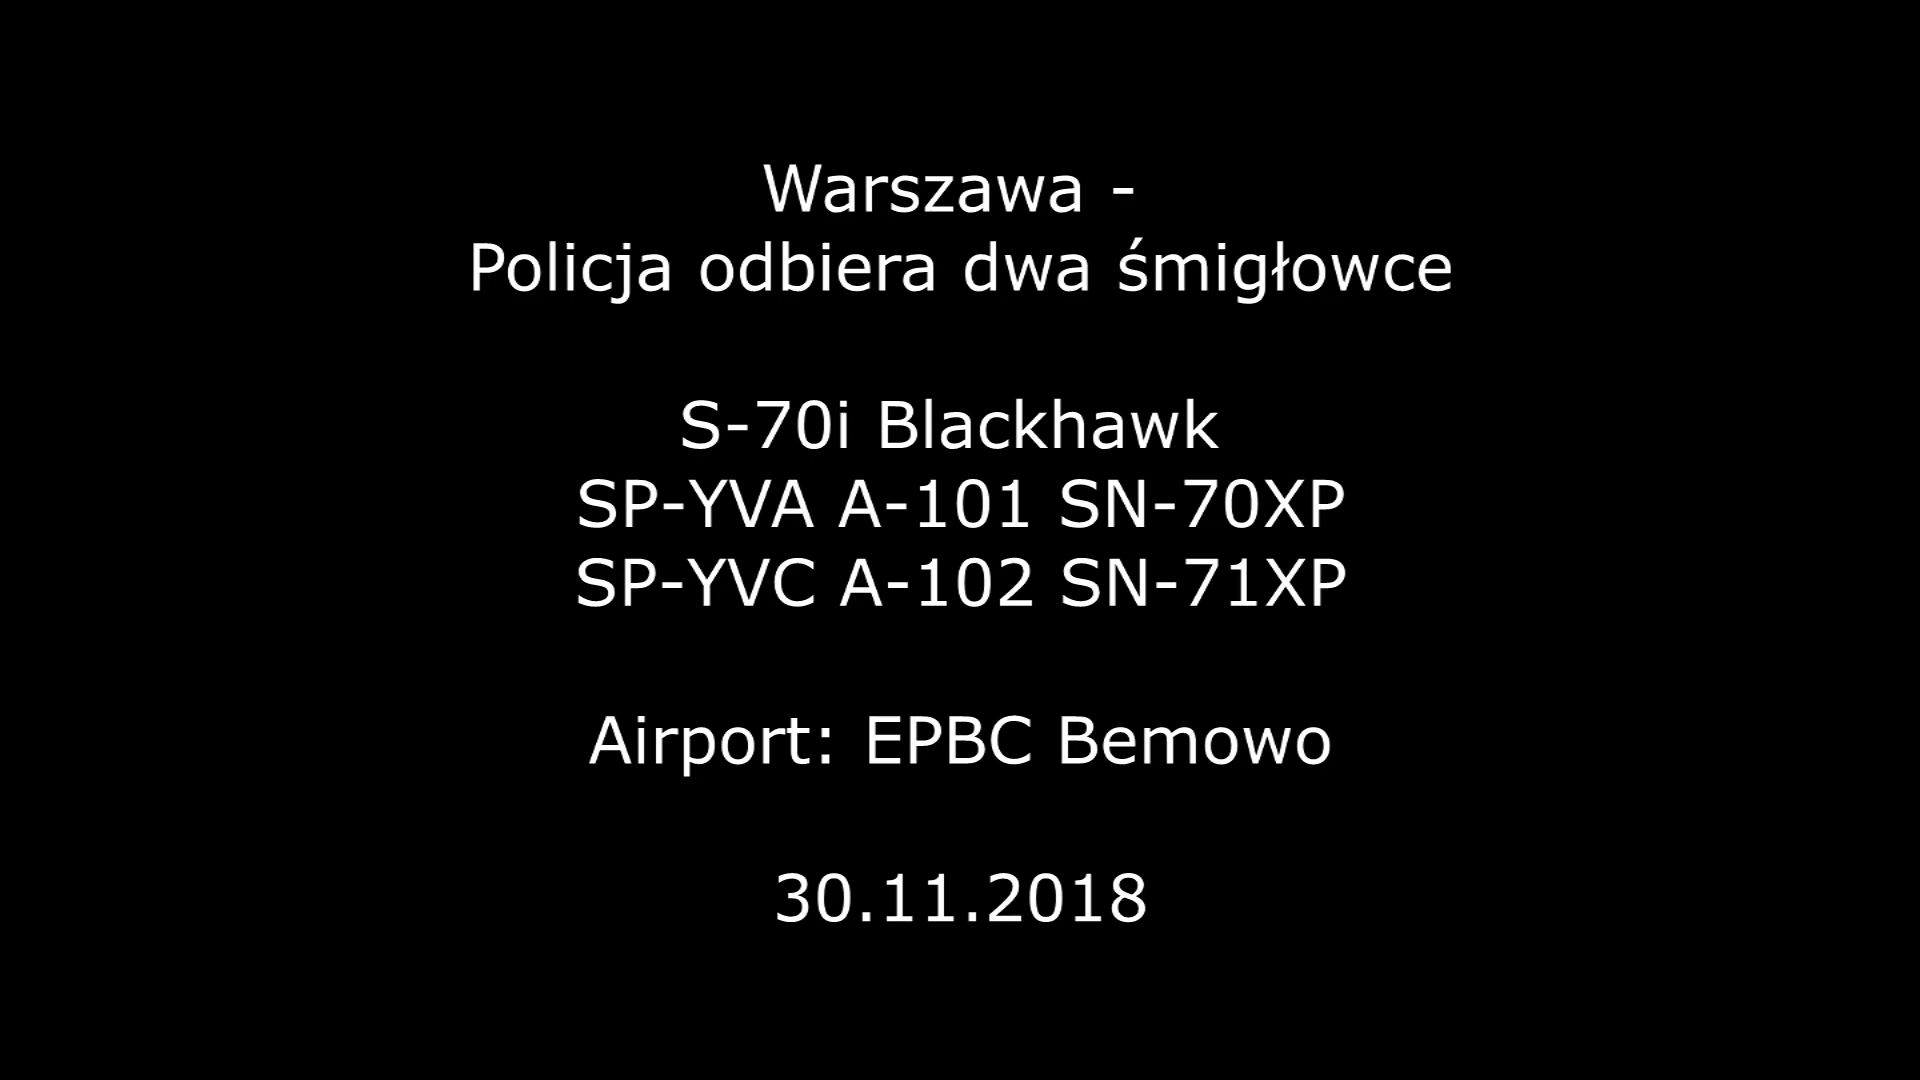 Warszawa -
Policja odbiera dwa śmigłowce
S-70i Blackhawk
SP-YVA A-101 SN-70XP
SP-YVC A-102 SN-71XP
Airport: EPBC Bemowo
30.11.2018